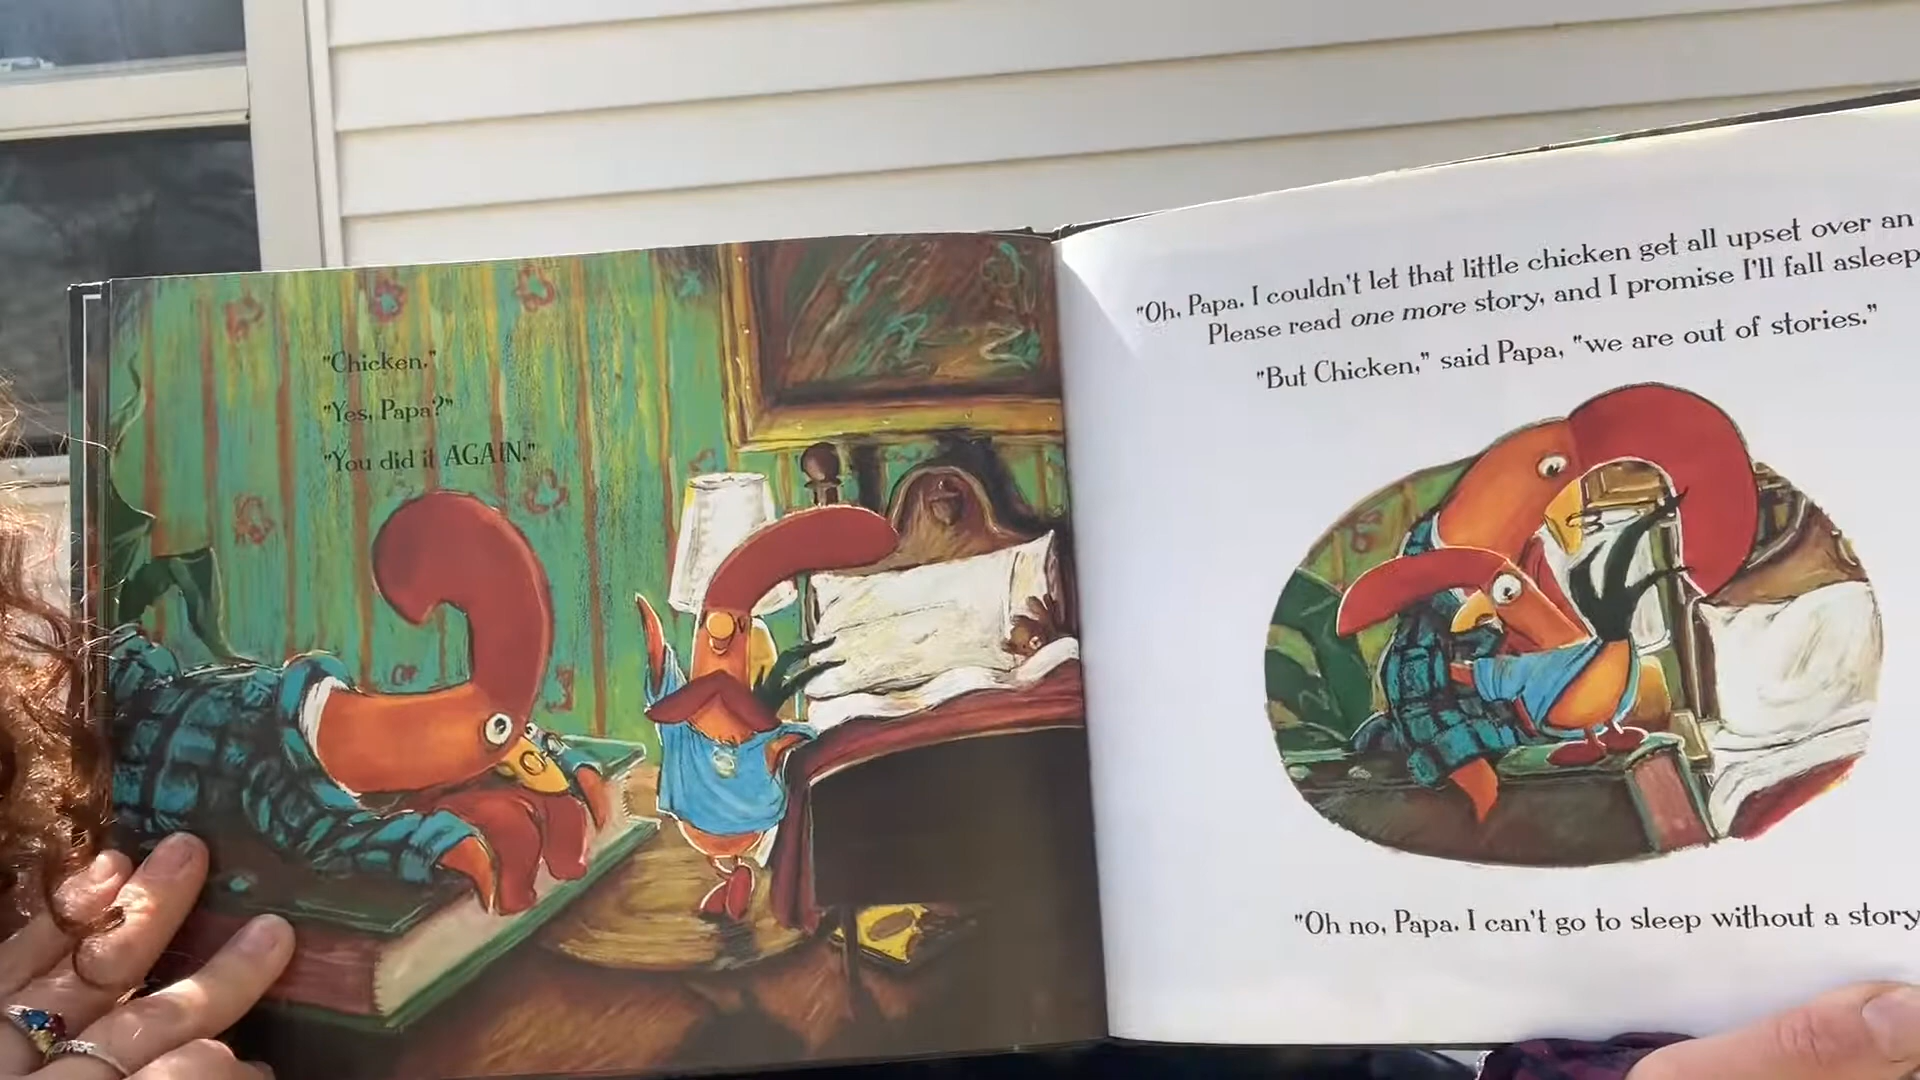 "Chicken."
"Yes, Papa?"
"You did it AGAIN."
"Oh, Papa. I couldn't let that little chicken get all upset over an
Please read one more story, and I promise I'll fall asleep
"But Chicken," said Papa, "we are out of stories."
"Oh no, Papa. I can't go to sleep without a story